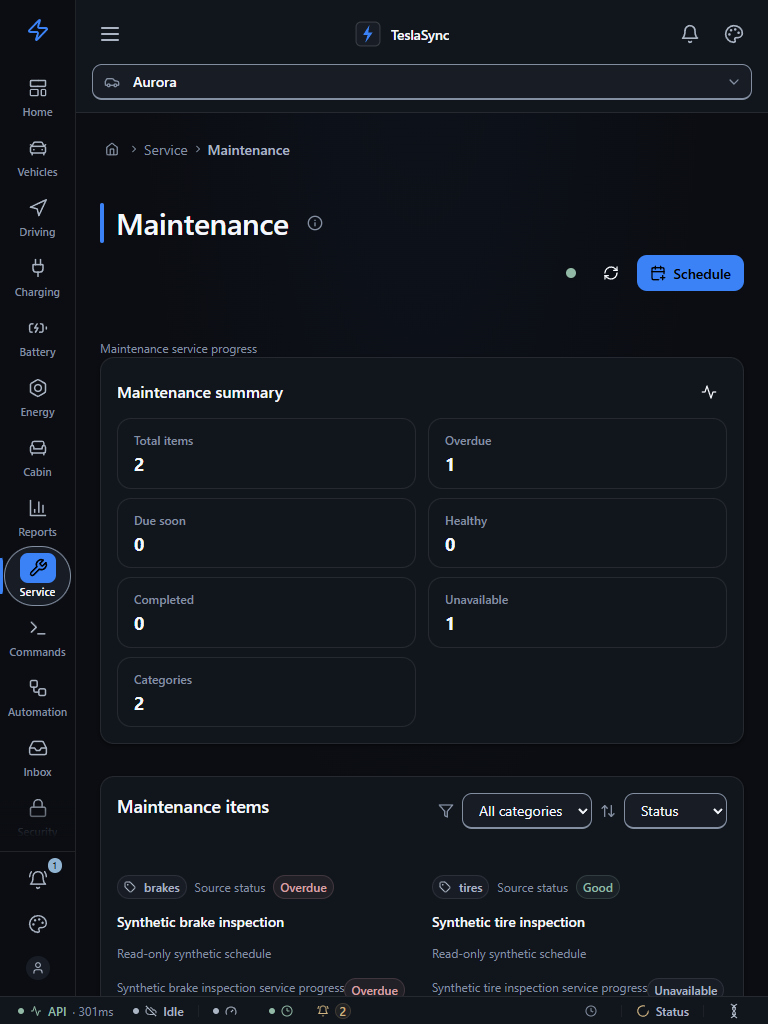 TeslaSync
Aurora
Home
Vehicles
Driving
Charging
Battery
Energy
Cabin
Reports
Service
Commands
Automation
Inbox
Security
1
Service
Maintenance
Maintenance
Schedule
Maintenance service progress
Maintenance summary
Total items
2
Overdue
1
Due soon
0
Healthy
0
Completed
0
Unavailable
1
Categories
2
Maintenance items
All categories
Status
brakes Source status Overdue
Synthetic brake inspection
Read-only synthetic schedule
Synthetic brake inspection service progress Overdue
tires Source status Good
Synthetic tire inspection
Read-only synthetic schedule
Synthetic tire inspection service progress Unavailable
API · 301ms
Idle
2
Status